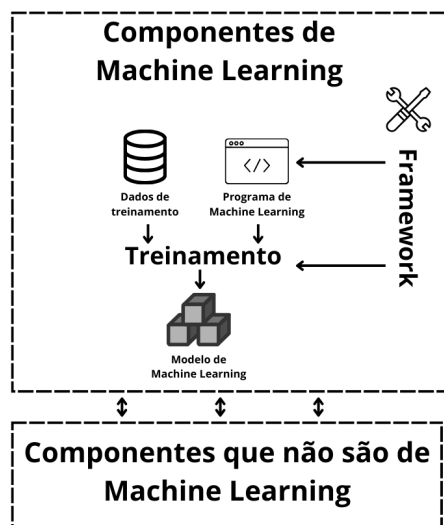 Componentes de
Machine Learning
Framework
</>
Dados de
treinamento
Programa de
Machine Learning
Treinamento
Modelo de
Machine Learning
Componentes que não são de
Machine Learning